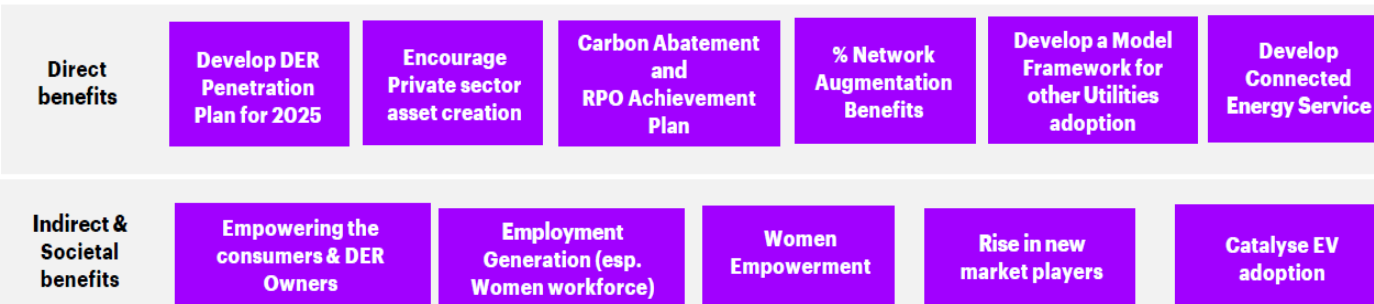 Direct
benefits
Develop DER
Penetration
Plan for 2025
Encourage
Private sector
asset creation
Carbon Abatement
and
RPO Achievement
Plan
% Network
Augmentation
Benefits
Develop a Model
Framework for
other Utilities
adoption
Develop
Connected
Energy Service
Indirect &
Societal
benefits
Empowering the
consumers & DER
Owners
Employment
Generation (esp.
Women workforce)
Women
Empowerment
Rise in new
market players
Catalyse EV
adoption